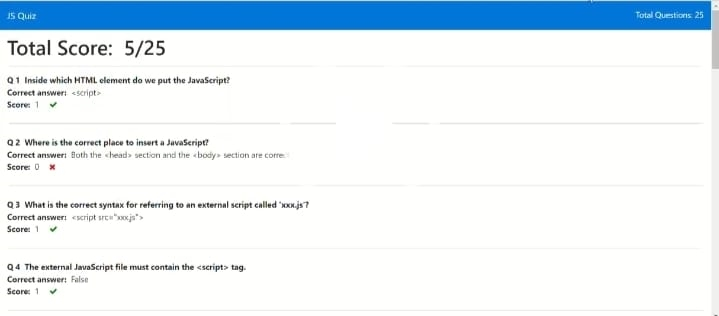 JS Quiz
Total Questions: 25
Total Score: 5/25
Q 1 Inside which HTML element do we put the JavaScript?
Correct answer: <script>
Score: 1 ✔
Q 2 Where is the correct place to insert a JavaScript?
Correct answer: Both the <head> section and the <body> section are correct
Score: 0 ✖
Q 3 What is the correct syntax for referring to an external script called 'xxx.js'?
Correct answer: <script src="xxx.js">
Score: 1 ✔
Q 4 The external JavaScript file must contain the <script> tag.
Correct answer: False
Score: 1 ✔